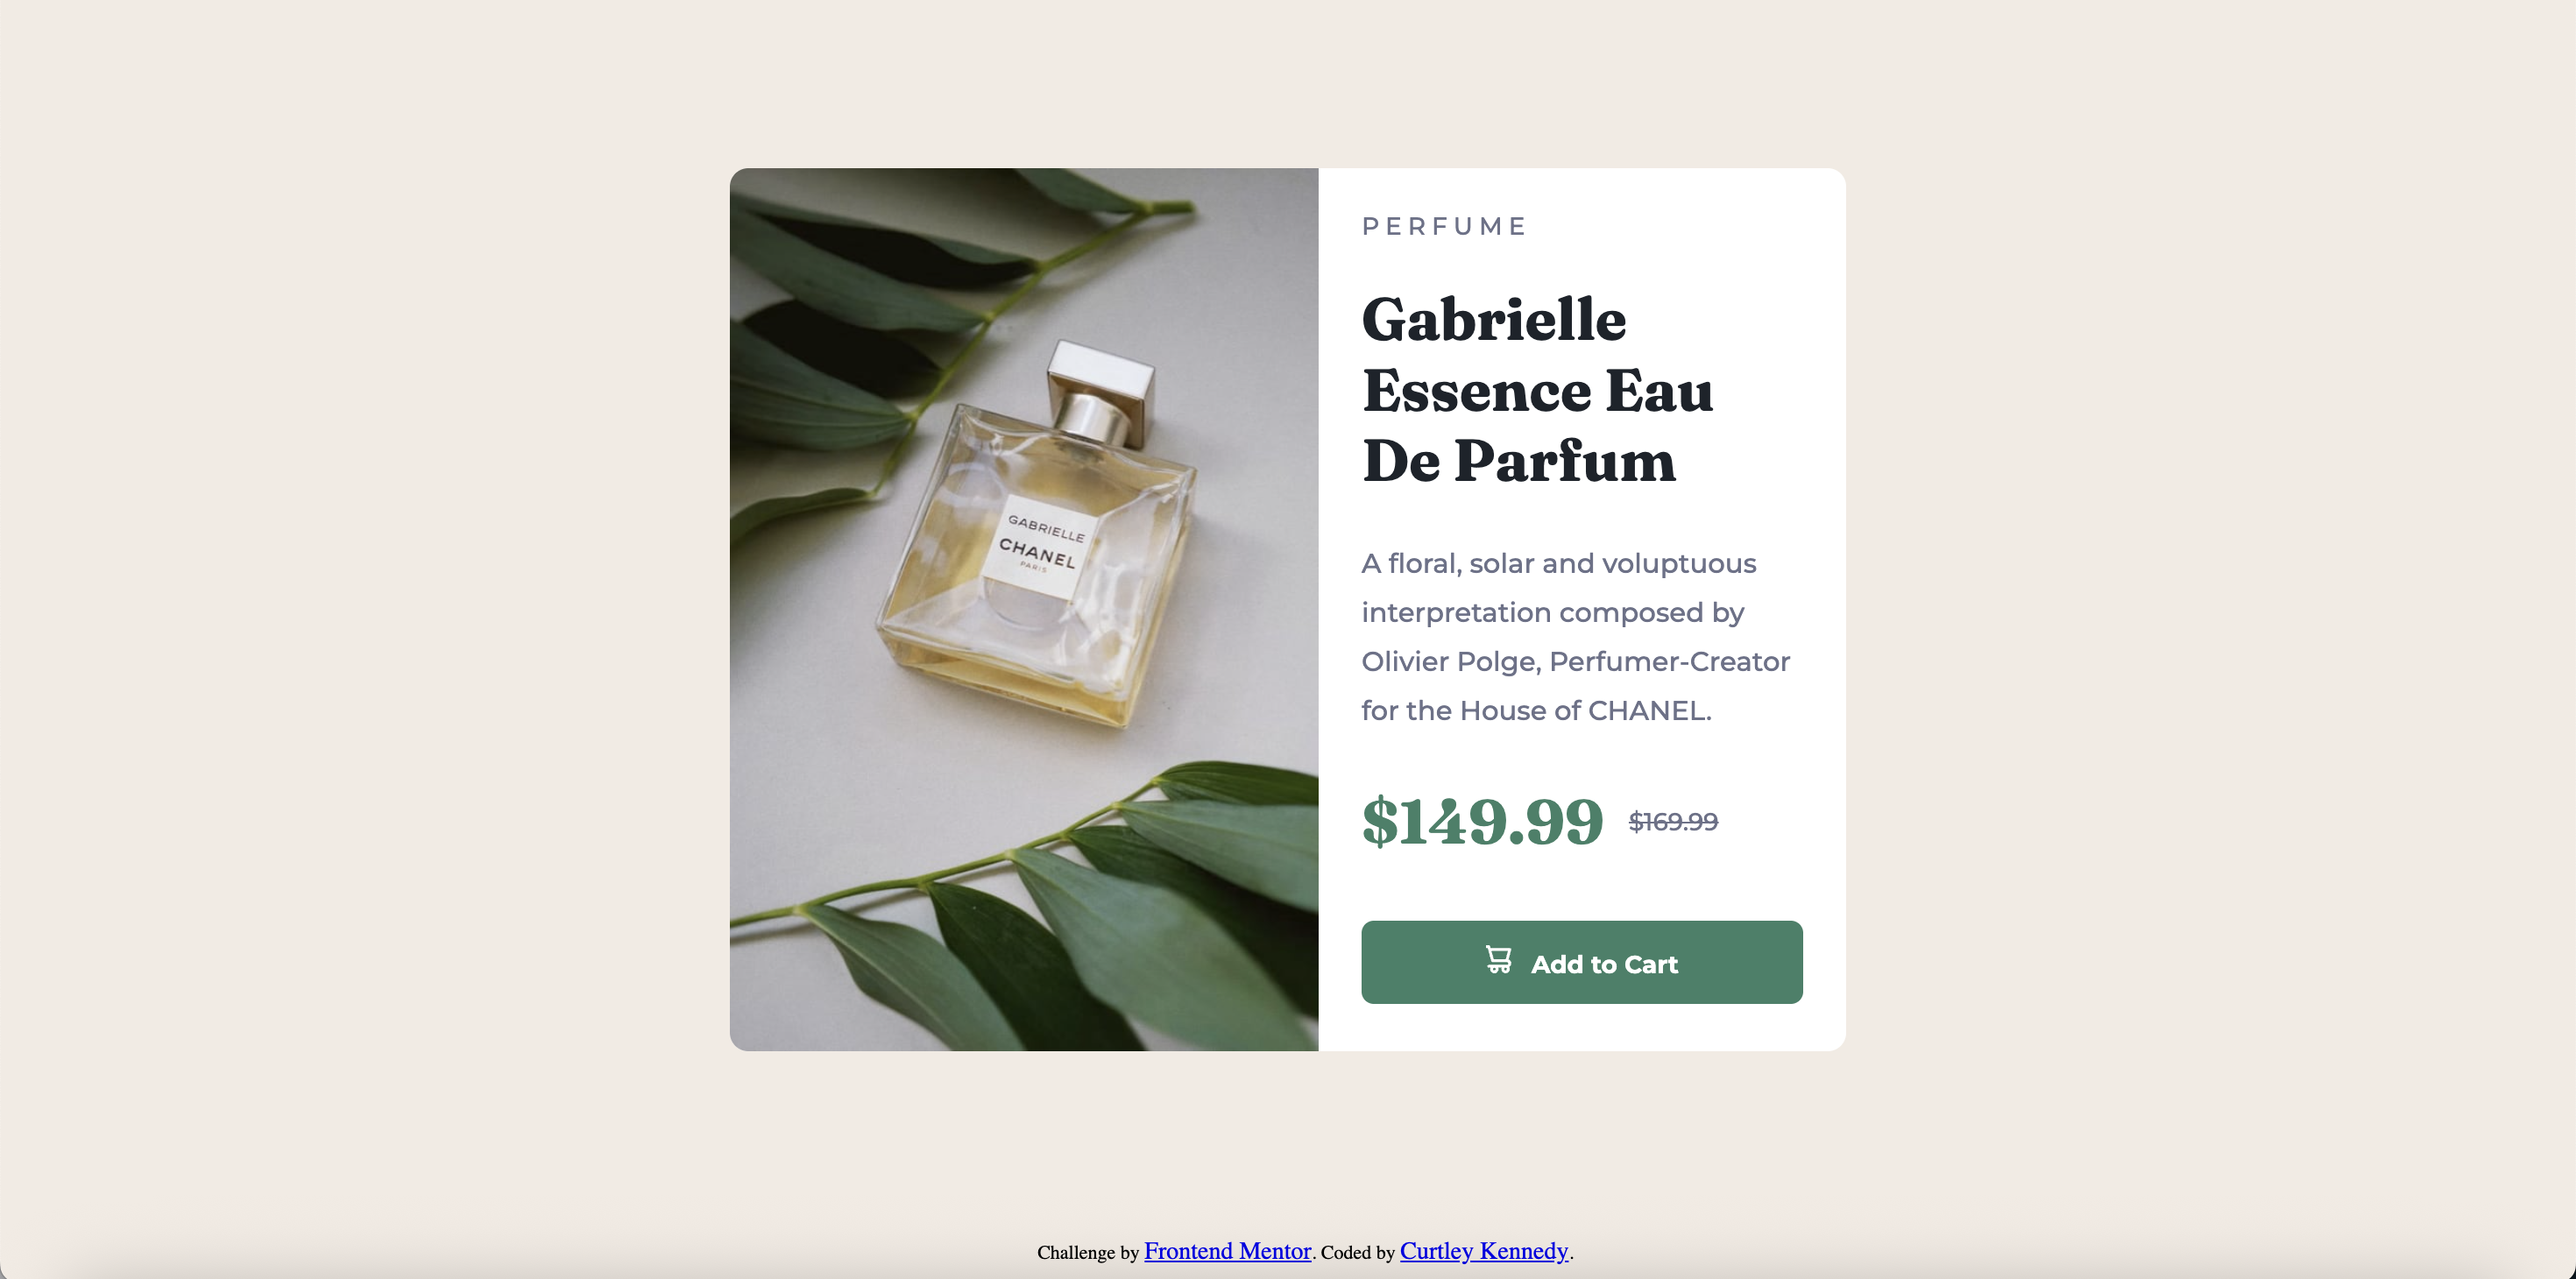 PERFUME
Gabrielle
Essence Eau
De Parfum
A floral, solar and voluptuous
interpretation composed by
Olivier Polge, Perfumer-Creator
for the House of CHANEL.
$149.99 $169.99
Add to Cart
GABRIELLE
CHANEL
PARIS
Challenge by Frontend Mentor. Coded by Curtley Kennedy.